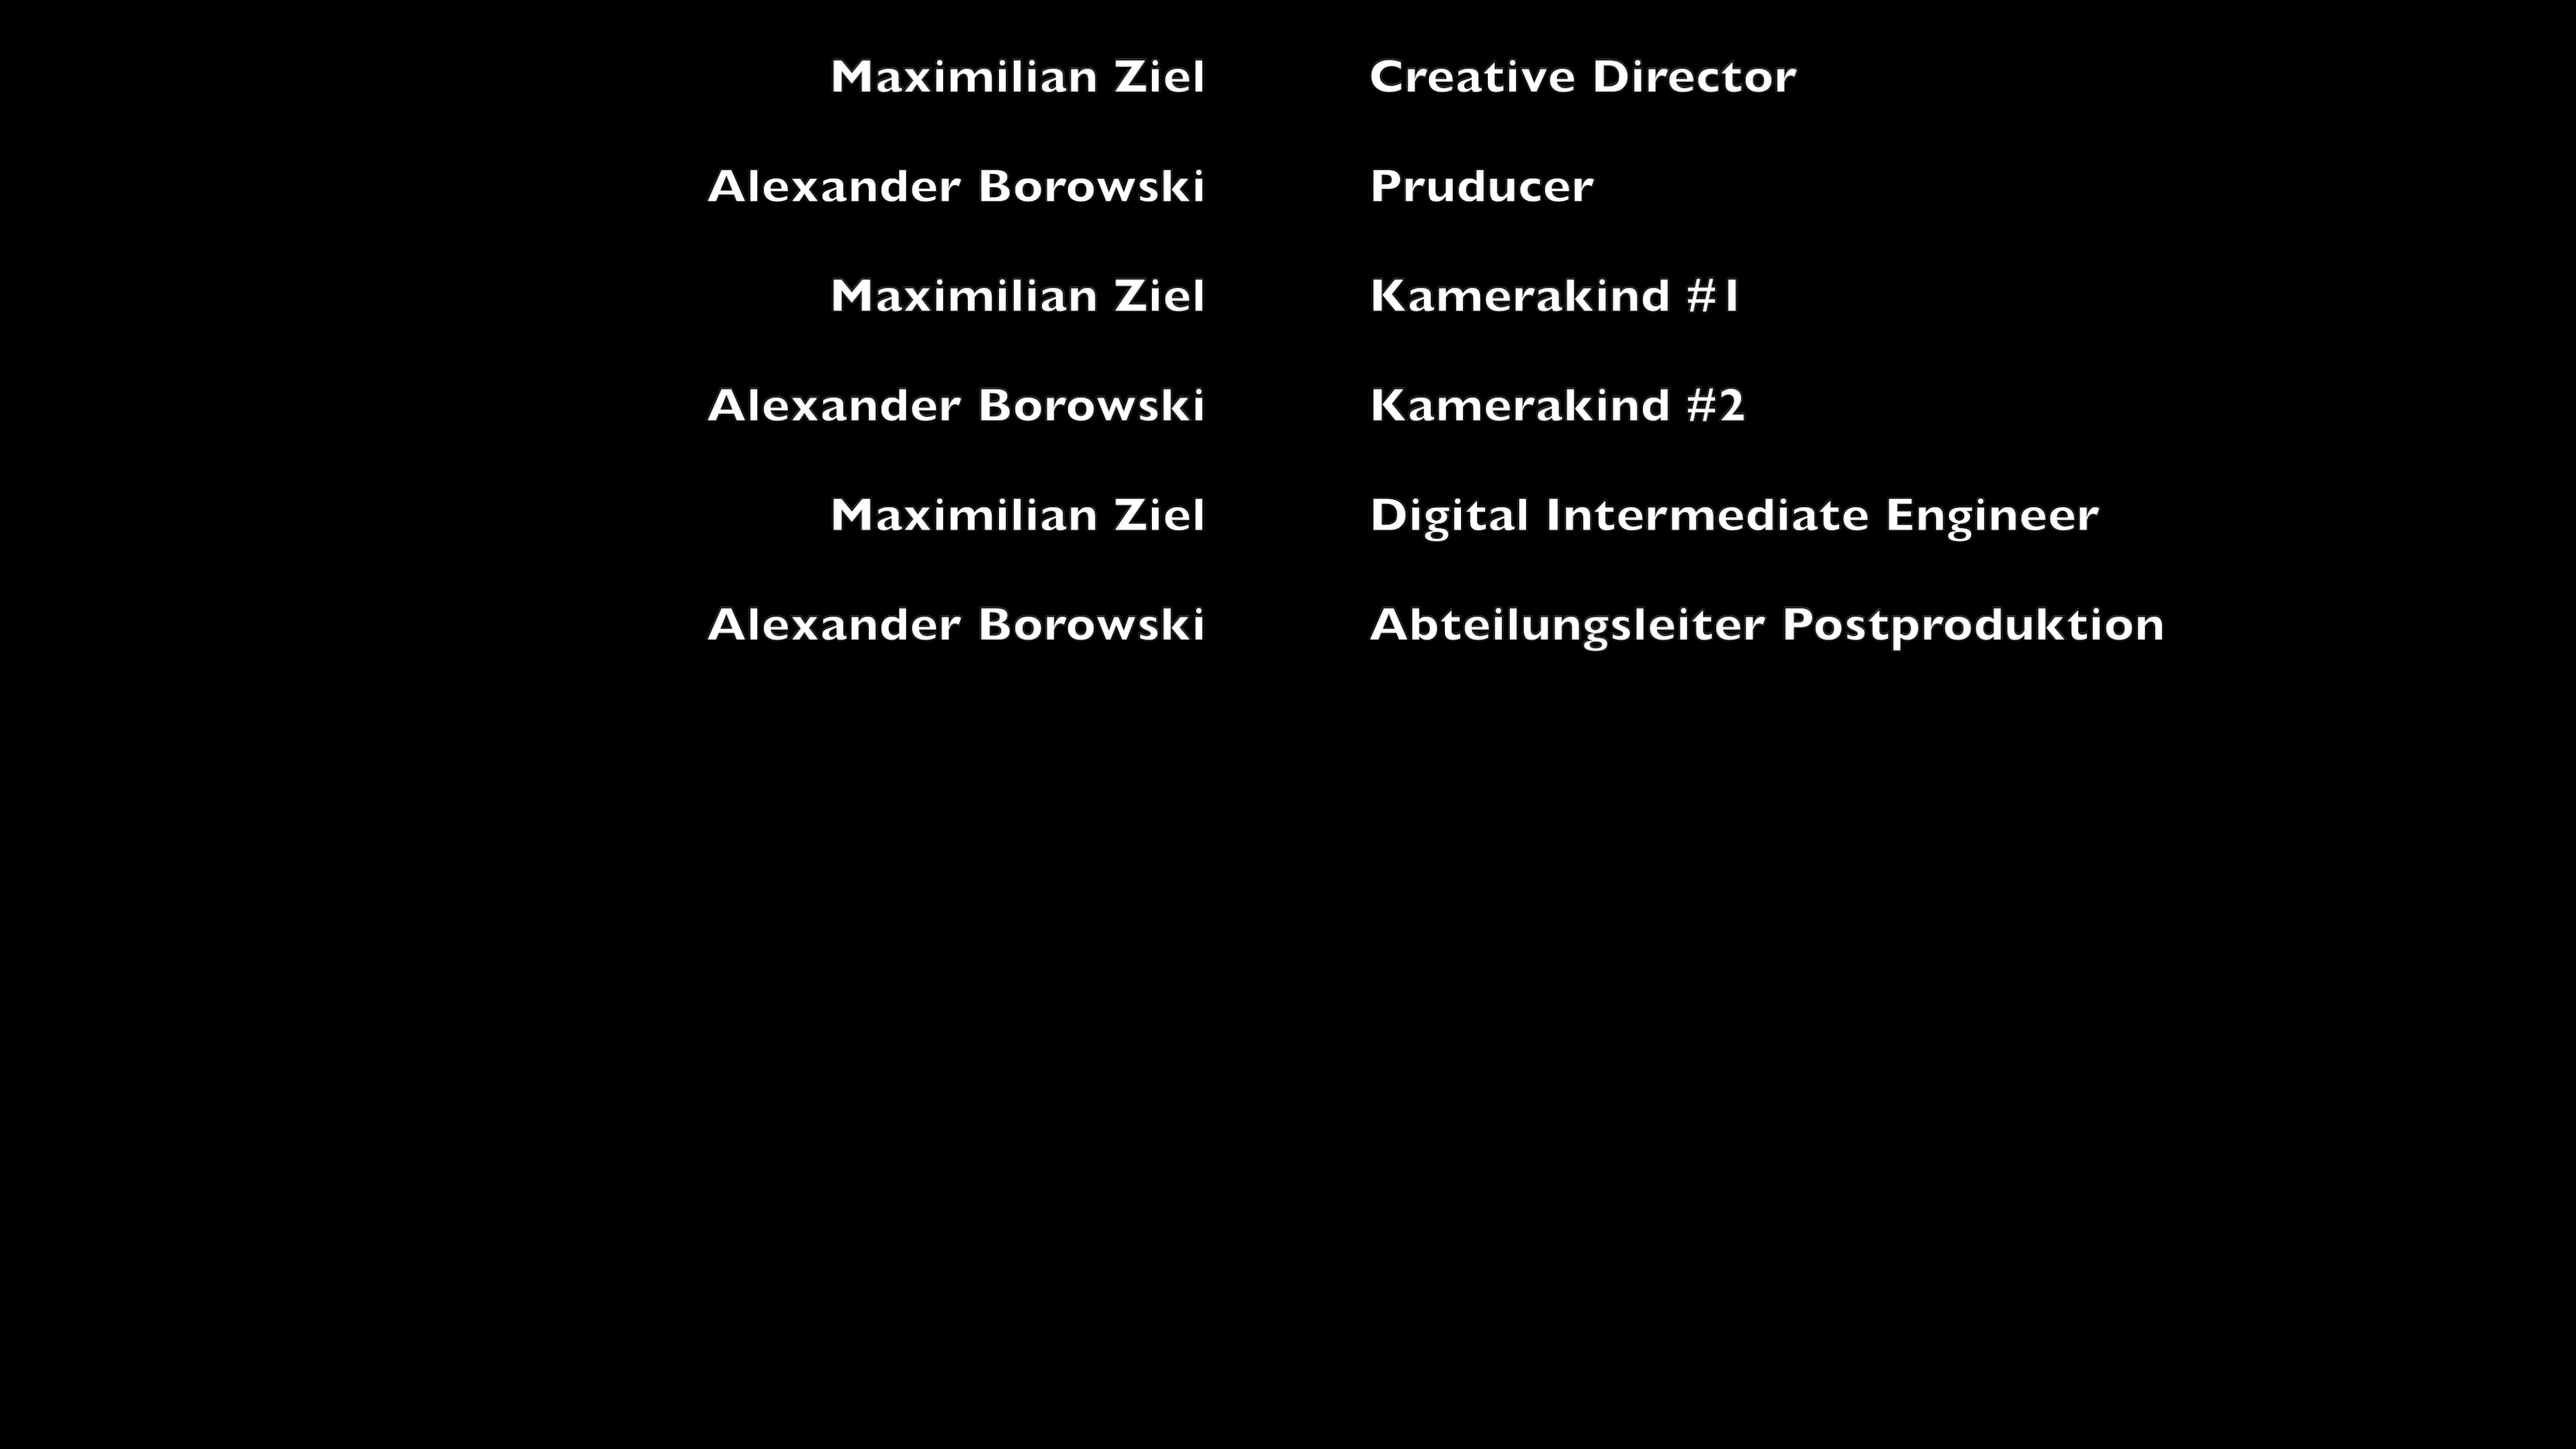 Maximilian Ziel Creative Director
Alexander Borowski Pruducer
Maximilian Ziel Kamerakind #1
Alexander Borowski Kamerakind #2
Maximilian Ziel Digital Intermediate Engineer
Alexander Borowski Abteilungsleiter Postproduktion